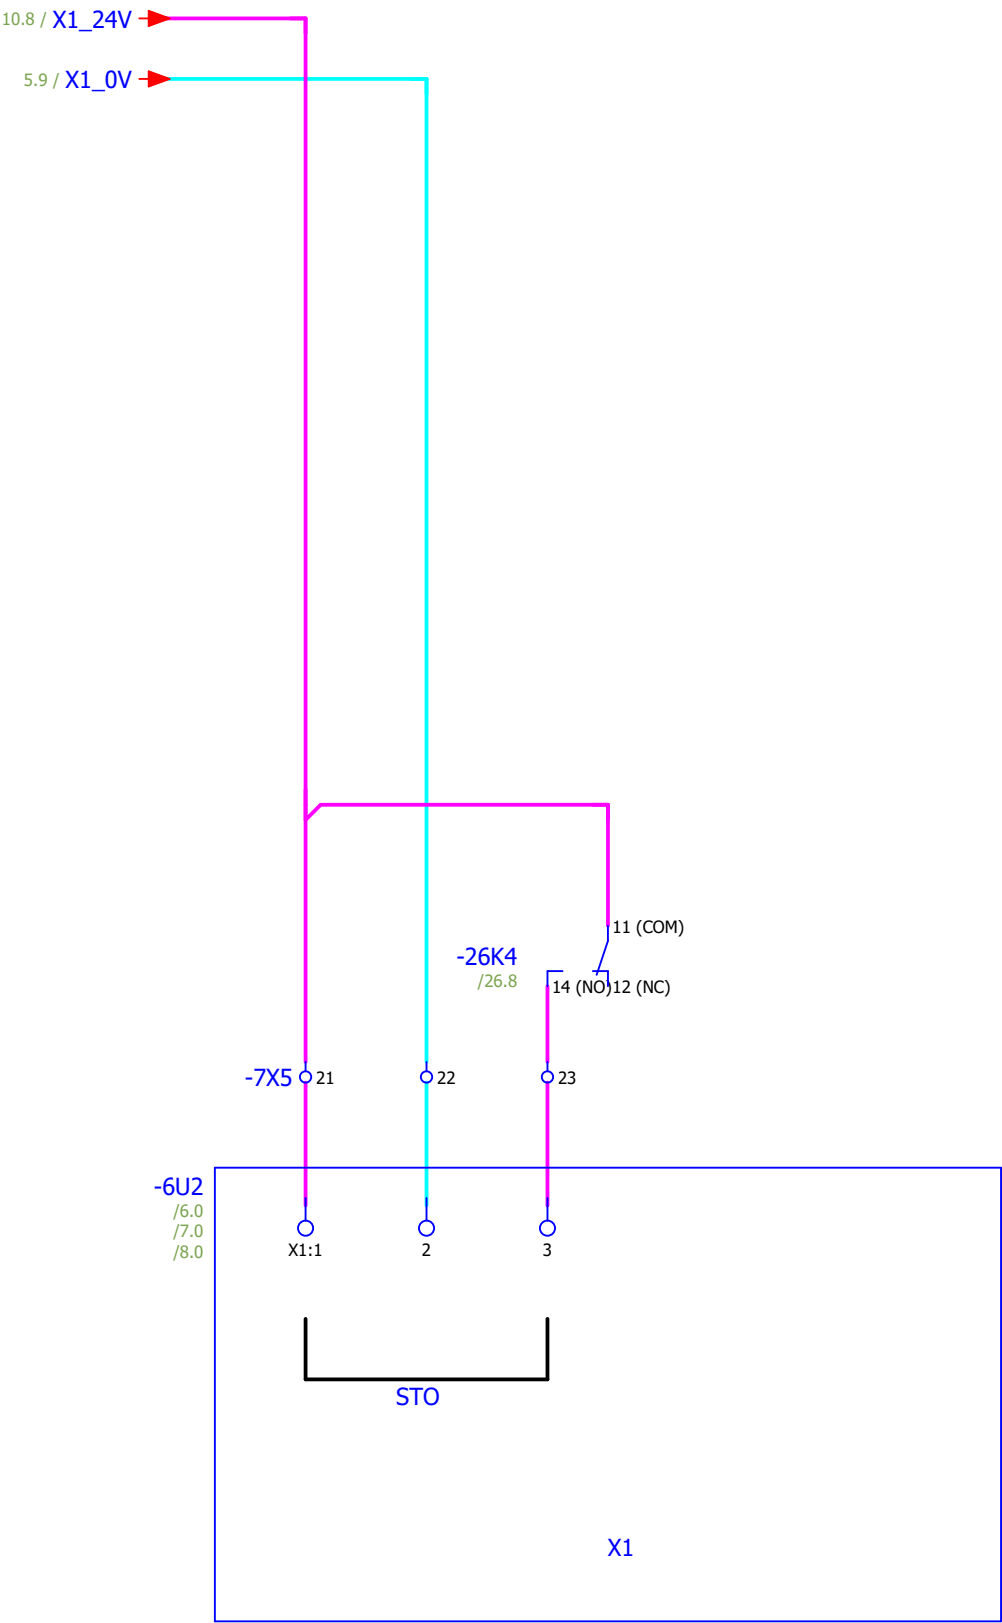 10.8 / X1_24V
5.9 / X1_0V
11 (COM)
-26K4
/26.8
14 (NO) 12 (NC)
-7X5 21 22 23
-6U2
/6.0
/7.0
/8.0
X1:1 2 3
STO
X1